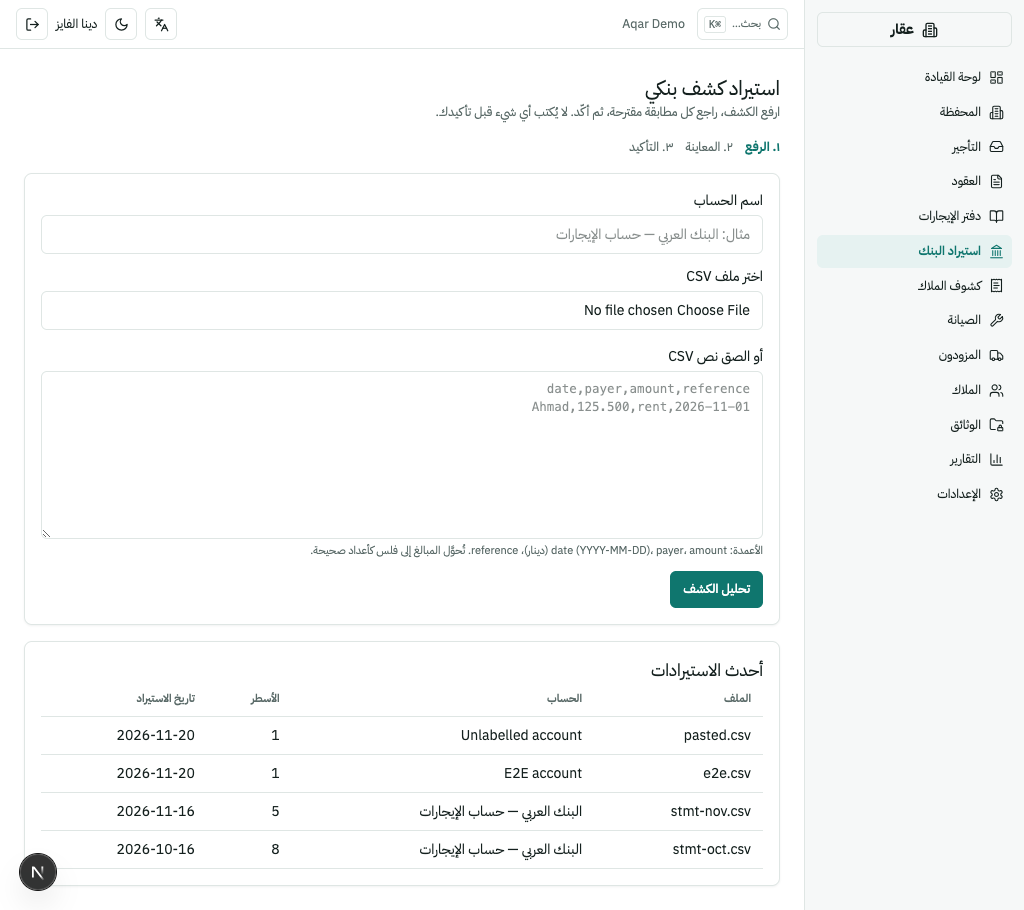 عقار
لوحة القيادة
المحفظة
التأجير
العقود
دفتر الإيجارات
استيراد البنك
كشوف الملاك
الصيانة
المزودون
الملاك
الوثائق
التقارير
الإعدادات
بحث... ⌘K
Aqar Demo
دينا الفايز
استيراد كشف بنكي
ارفع الكشف، راجع كل مطابقة مقترحة، ثم أكّد. لا يُكتب أي شيء قبل تأكيدك.
١. الرفع ٢. المعاينة ٣. التأكيد
اسم الحساب
مثال: البنك العربي — حساب الإيجارات
اختر ملف CSV
No file chosen Choose File
أو الصق نص CSV
date,payer,amount,reference
Ahmad,125.500,rent,2026-11-01
الأعمدة: date (YYYY-MM-DD)، payer، amount (دينار)، reference. تُحوَّل المبالغ إلى فلس كأعداد صحيحة.
تحليل الكشف
أحدث الاستيرادات
الملف الحساب الأسطر تاريخ الاستيراد
pasted.csv Unlabelled account 1 2026-11-20
e2e.csv E2E account 1 2026-11-20
stmt-nov.csv البنك العربي — حساب الإيجارات 5 2026-11-16
stmt-oct.csv البنك العربي — حساب الإيجارات 8 2026-10-16
N